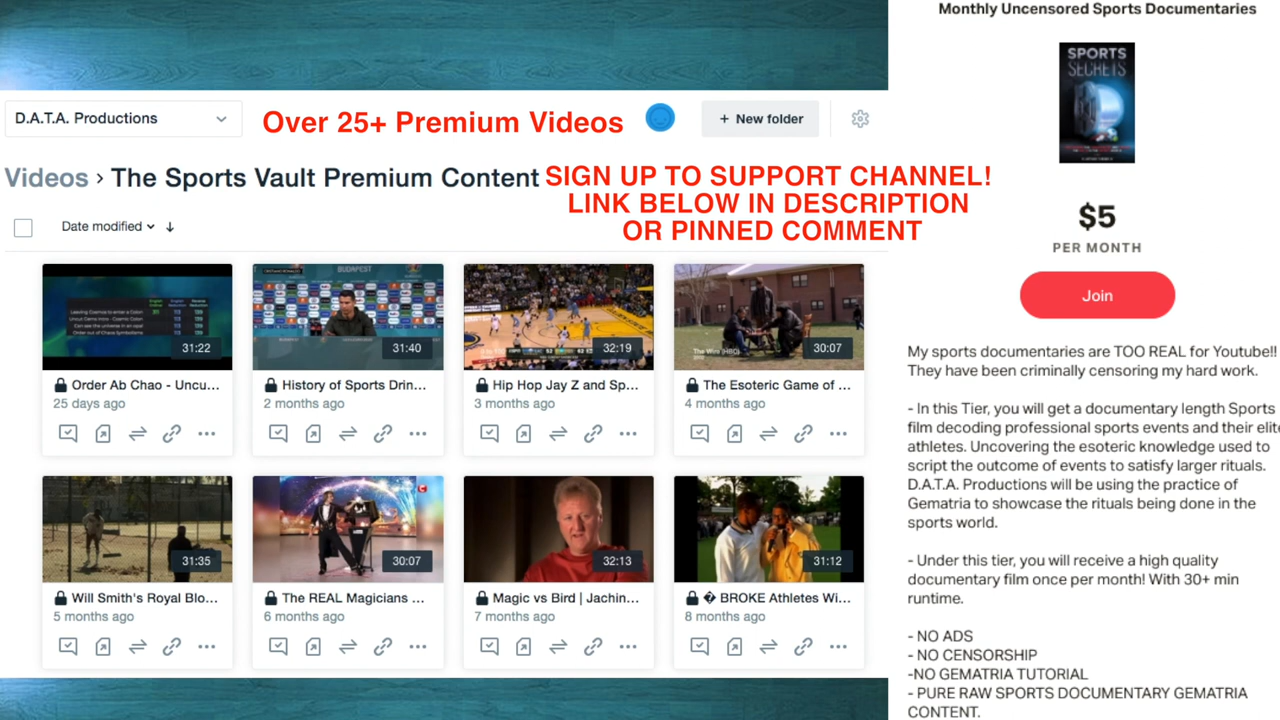 Monthly Uncensored Sports Documentaries
SPORTS
SECRETS
D.A.T.A. Productions
Over 25+ Premium Videos
+ New folder
Videos › The Sports Vault Premium Content
SIGN UP TO SUPPORT CHANNEL!
LINK BELOW IN DESCRIPTION
OR PINNED COMMENT
Date modified
$5
PER MONTH
Join
31:22
BUDAPEST
31:40
32:19
The Wire (HBO)
30:07
Order Ab Chao - Uncu...
25 days ago
History of Sports Drin...
2 months ago
Hip Hop Jay Z and Sp...
3 months ago
The Esoteric Game of ...
4 months ago
31:35
30:07
32:13
31:12
Will Smith's Royal Blo...
5 months ago
The REAL Magicians ...
6 months ago
Magic vs Bird | Jachin...
7 months ago
� BROKE Athletes Wi...
8 months ago
My sports documentaries are TOO REAL for Youtube!!
They have been criminally censoring my hard work.
- In this Tier, you will get a documentary length Sports
film decoding professional sports events and their elite
athletes. Uncovering the esoteric knowledge used to
script the outcome of events to satisfy larger rituals.
D.A.T.A. Productions will be using the practice of
Gematria to showcase the rituals being done in the
sports world.
- Under this tier, you will receive a high quality
documentary film once per month! With 30+ min
runtime.
- NO ADS
- NO CENSORSHIP
-NO GEMATRIA TUTORIAL
- PURE RAW SPORTS DOCUMENTARY GEMATRIA
CONTENT.